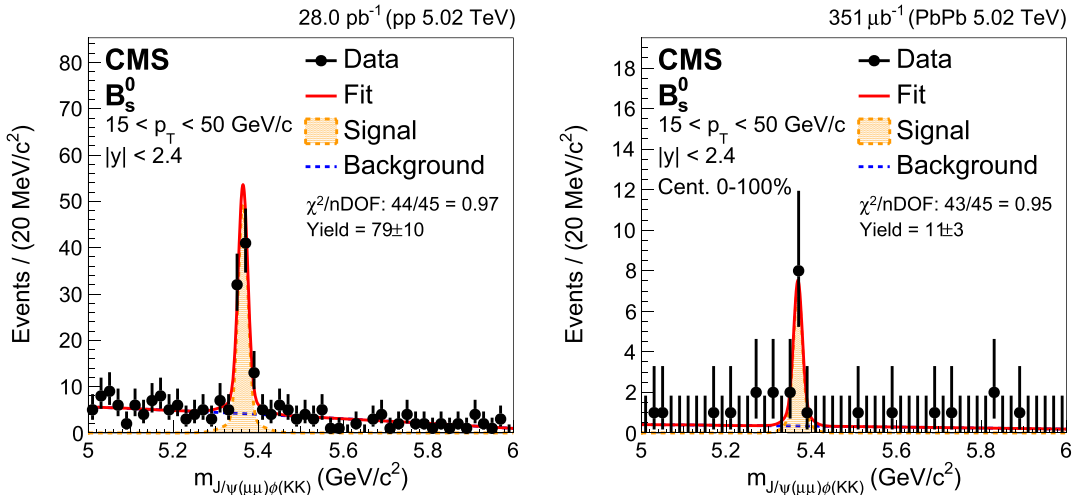 28.0 pb⁻¹ (pp 5.02 TeV)
CMS
B⁰ₛ
15 < p_T < 50 GeV/c
|y| < 2.4
Data
Fit
Signal
Background
χ²/nDOF: 44/45 = 0.97
Yield = 79±10
Events / (20 MeV/c²)
80
70
60
50
40
30
20
10
0
5 5.2 5.4 5.6 5.8 6
m_J/ψ(μμ)ϕ(KK) (GeV/c²)
351 μb⁻¹ (PbPb 5.02 TeV)
CMS
B⁰ₛ
15 < p_T < 50 GeV/c
|y| < 2.4
Cent. 0-100%
Data
Fit
Signal
Background
χ²/nDOF: 43/45 = 0.95
Yield = 11±3
Events / (20 MeV/c²)
18
16
14
12
10
8
6
4
2
0
5 5.2 5.4 5.6 5.8 6
m_J/ψ(μμ)ϕ(KK) (GeV/c²)